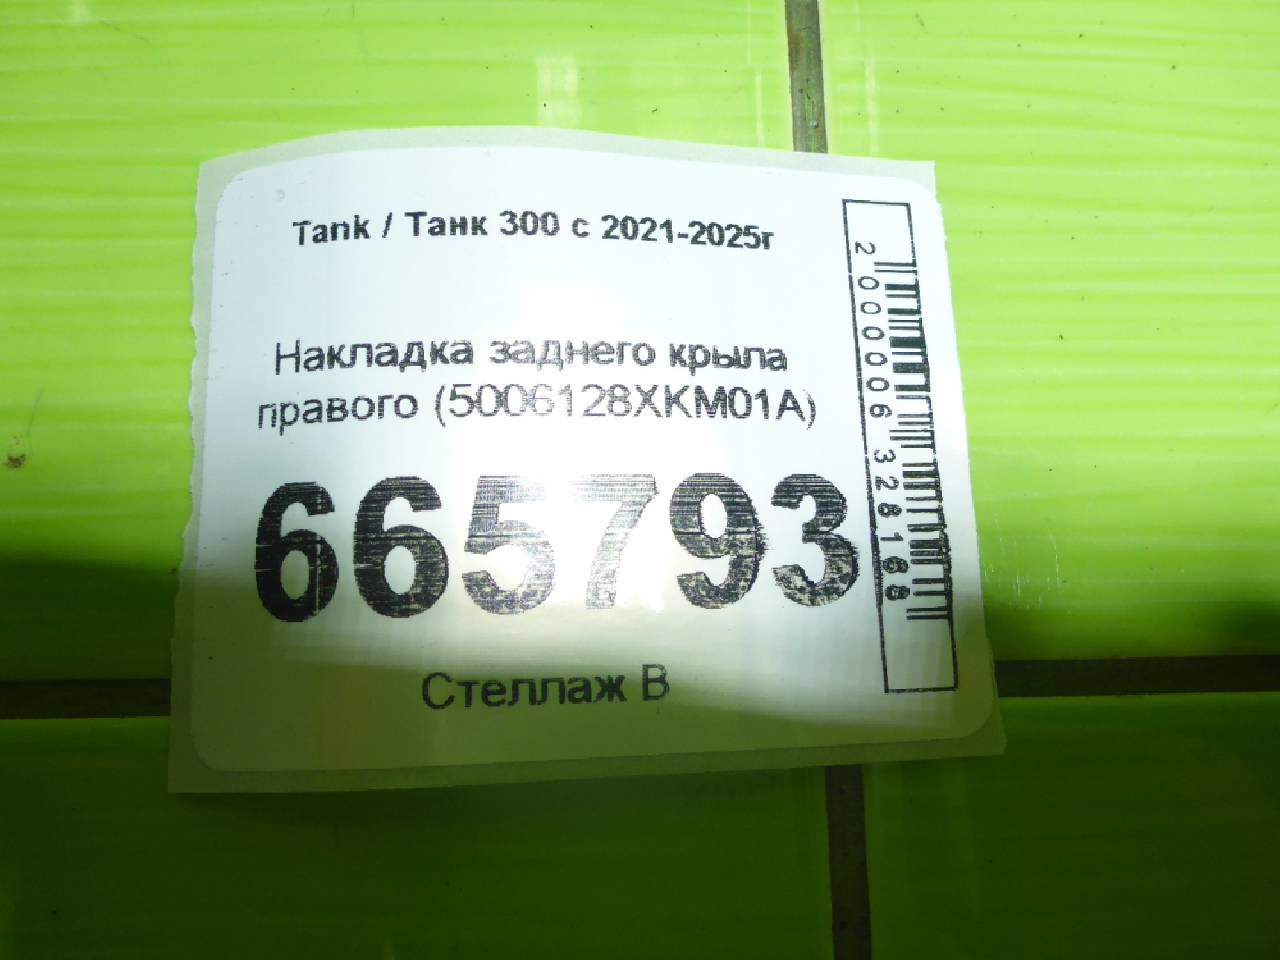 Tank / Танк 300 с 2021-2025г
Накладка заднего крыла
правого (5006128XKM01A)
665793
Стеллаж В
2000006328168